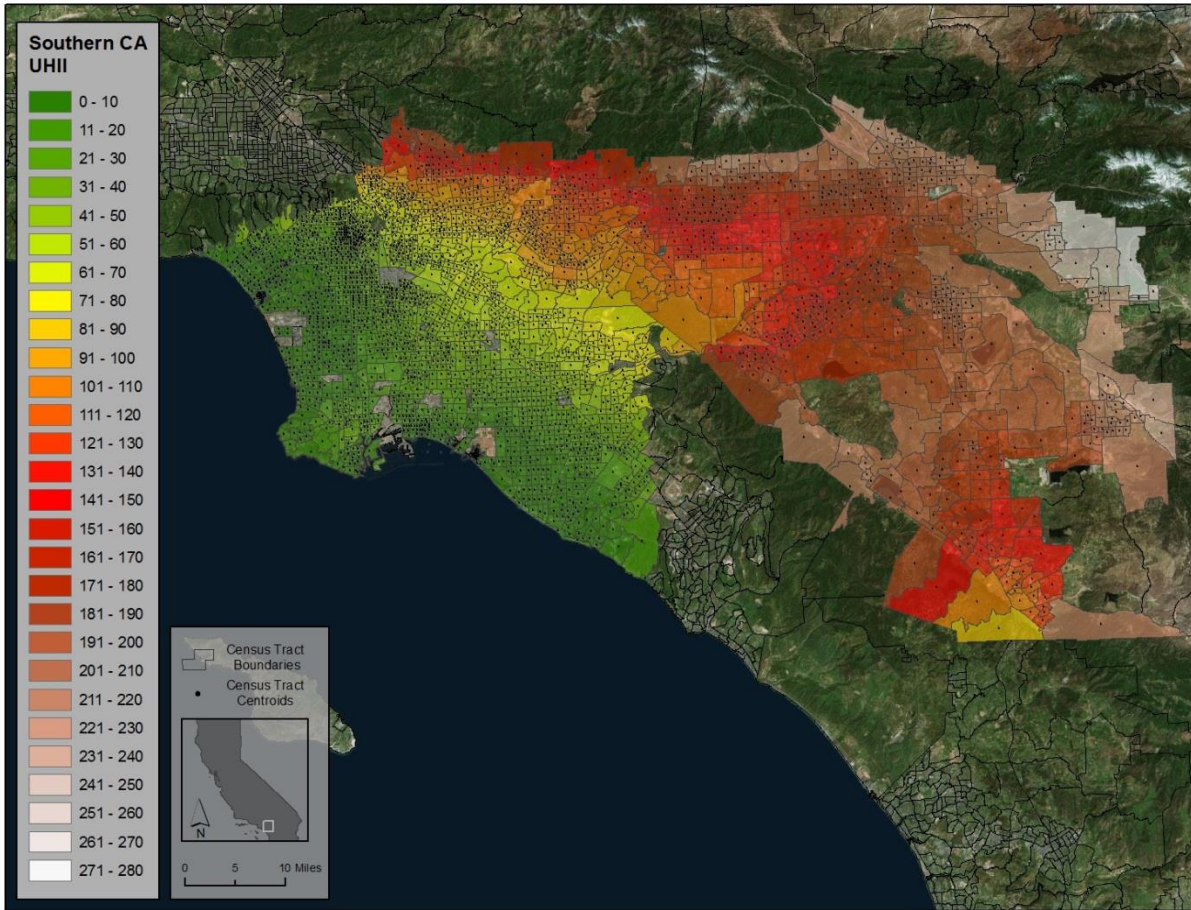 Southern CA
UHII
0 - 10
11 - 20
21 - 30
31 - 40
41 - 50
51 - 60
61 - 70
71 - 80
81 - 90
91 - 100
101 - 110
111 - 120
121 - 130
131 - 140
141 - 150
151 - 160
161 - 170
171 - 180
181 - 190
191 - 200
201 - 210
211 - 220
221 - 230
231 - 240
241 - 250
251 - 260
261 - 270
271 - 280
Census Tract
Boundaries
Census Tract
Centroids
N
0 5 10 Miles